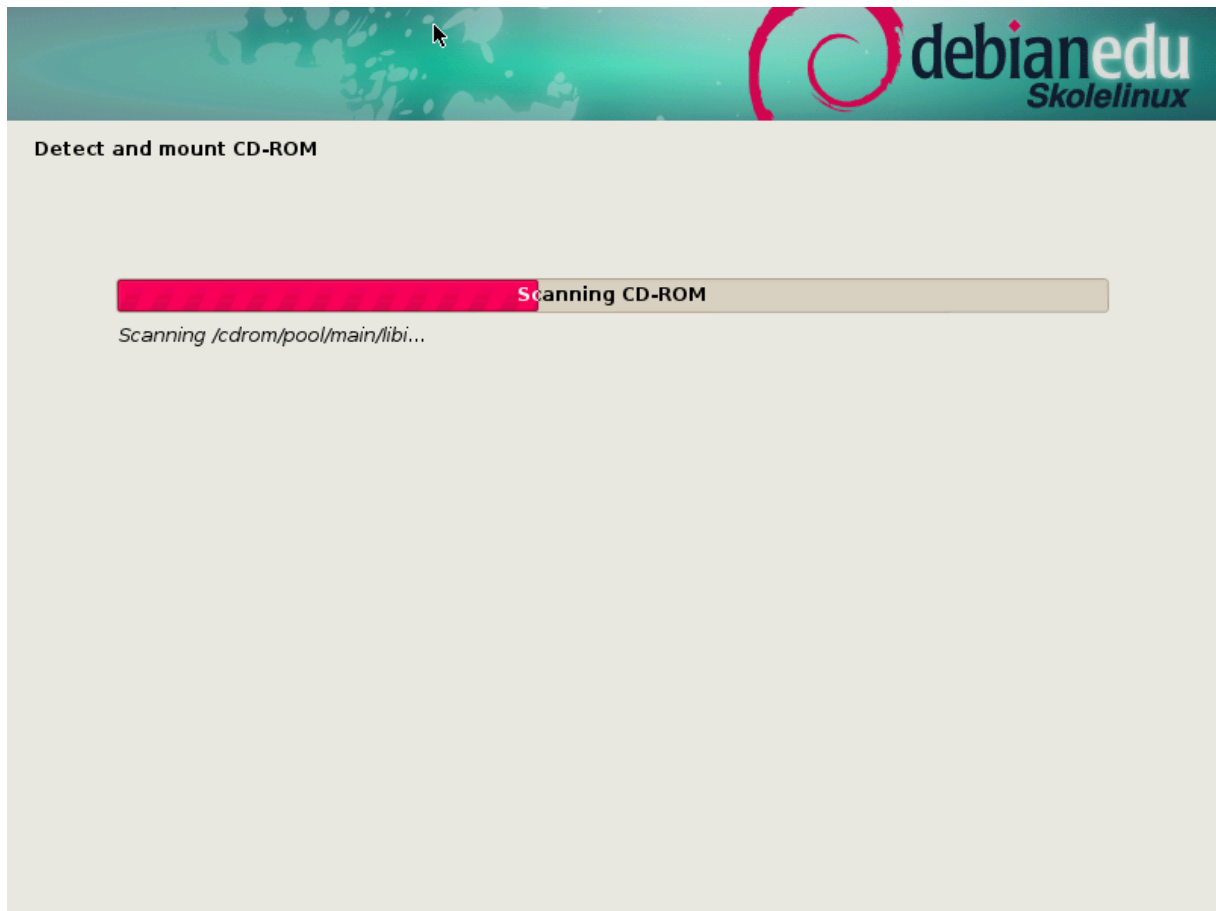 debianedu
Skolelinux
Detect and mount CD-ROM
Scanning CD-ROM
Scanning /cdrom/pool/main/libi...